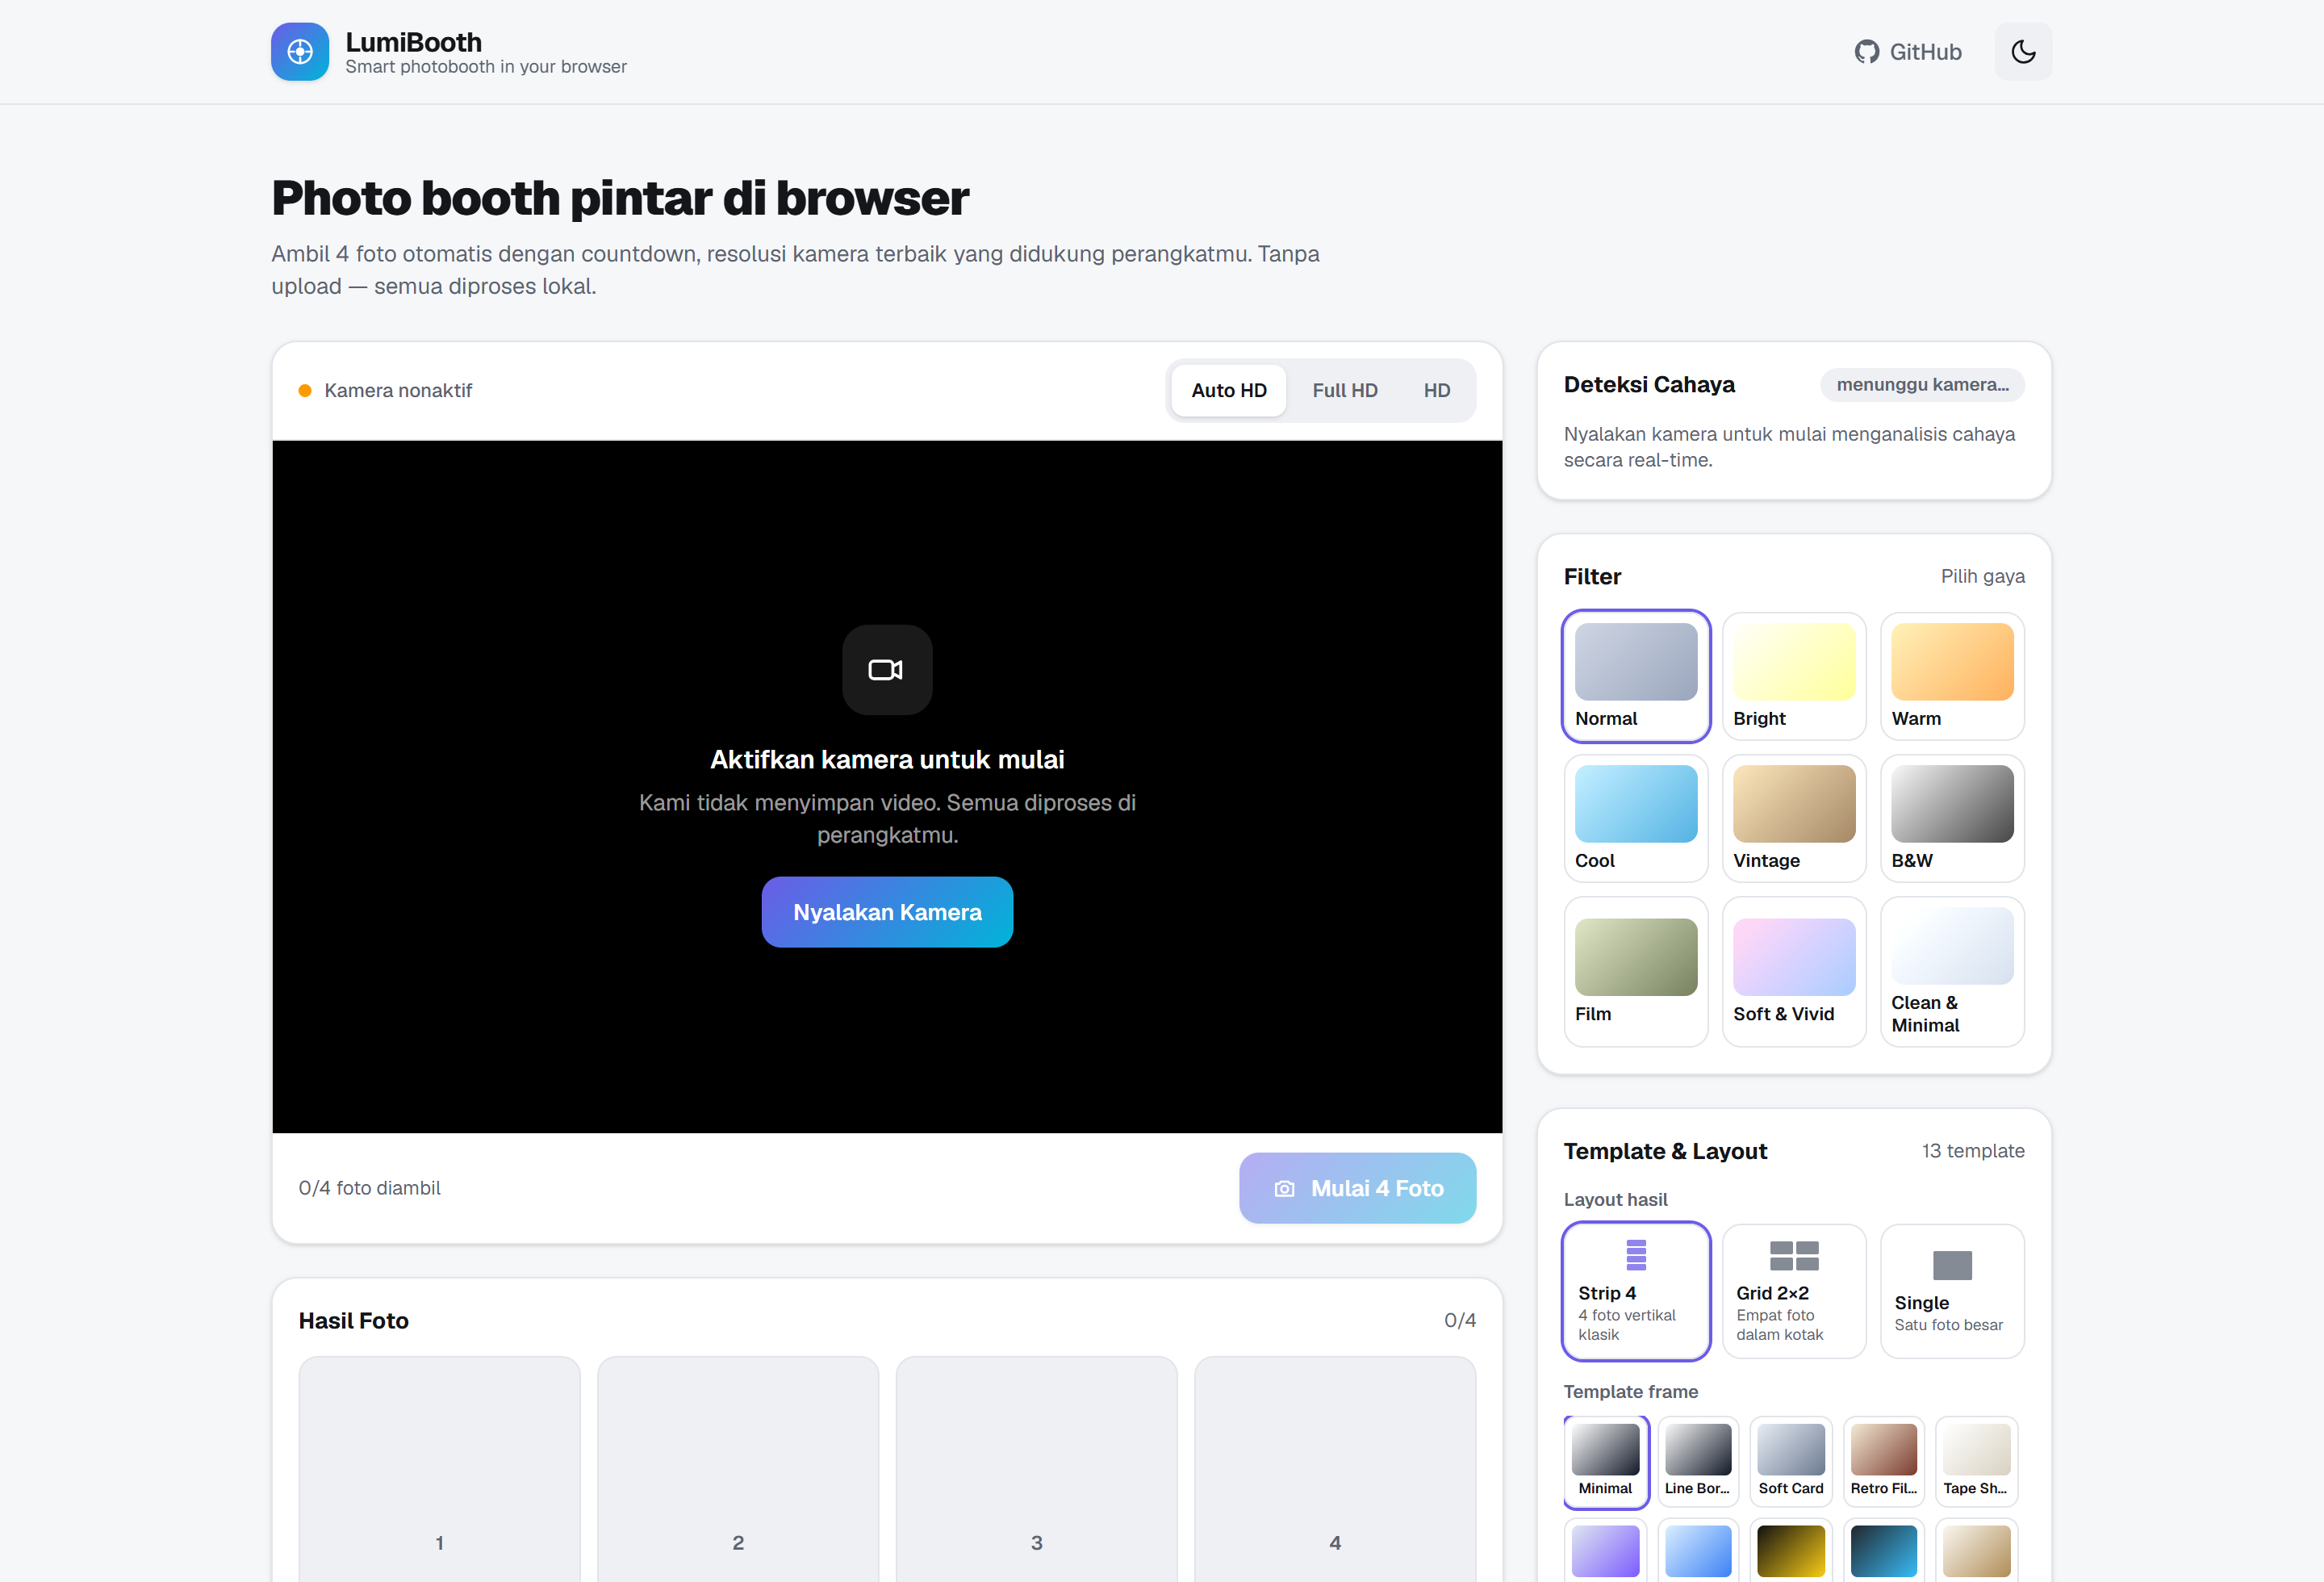 LumiBooth
Smart photobooth in your browser
GitHub
Photo booth pintar di browser
Ambil 4 foto otomatis dengan countdown, resolusi kamera terbaik yang didukung perangkatmu. Tanpa
upload — semua diproses lokal.
Kamera nonaktif
Auto HD
Full HD
HD
Aktifkan kamera untuk mulai
Kami tidak menyimpan video. Semua diproses di
perangkatmu.
Nyalakan Kamera
0/4 foto diambil
Mulai 4 Foto
Hasil Foto
0/4
1
2
3
4
Deteksi Cahaya
menunggu kamera...
Nyalakan kamera untuk mulai menganalisis cahaya
secara real-time.
Filter
Pilih gaya
Normal
Bright
Warm
Cool
Vintage
B&W
Film
Soft & Vivid
Clean &
Minimal
Template & Layout
13 template
Layout hasil
Strip 4
4 foto vertikal
klasik
Grid 2×2
Empat foto
dalam kotak
Single
Satu foto besar
Template frame
Minimal
Line Bor...
Soft Card
Retro Fil...
Tape Sh...